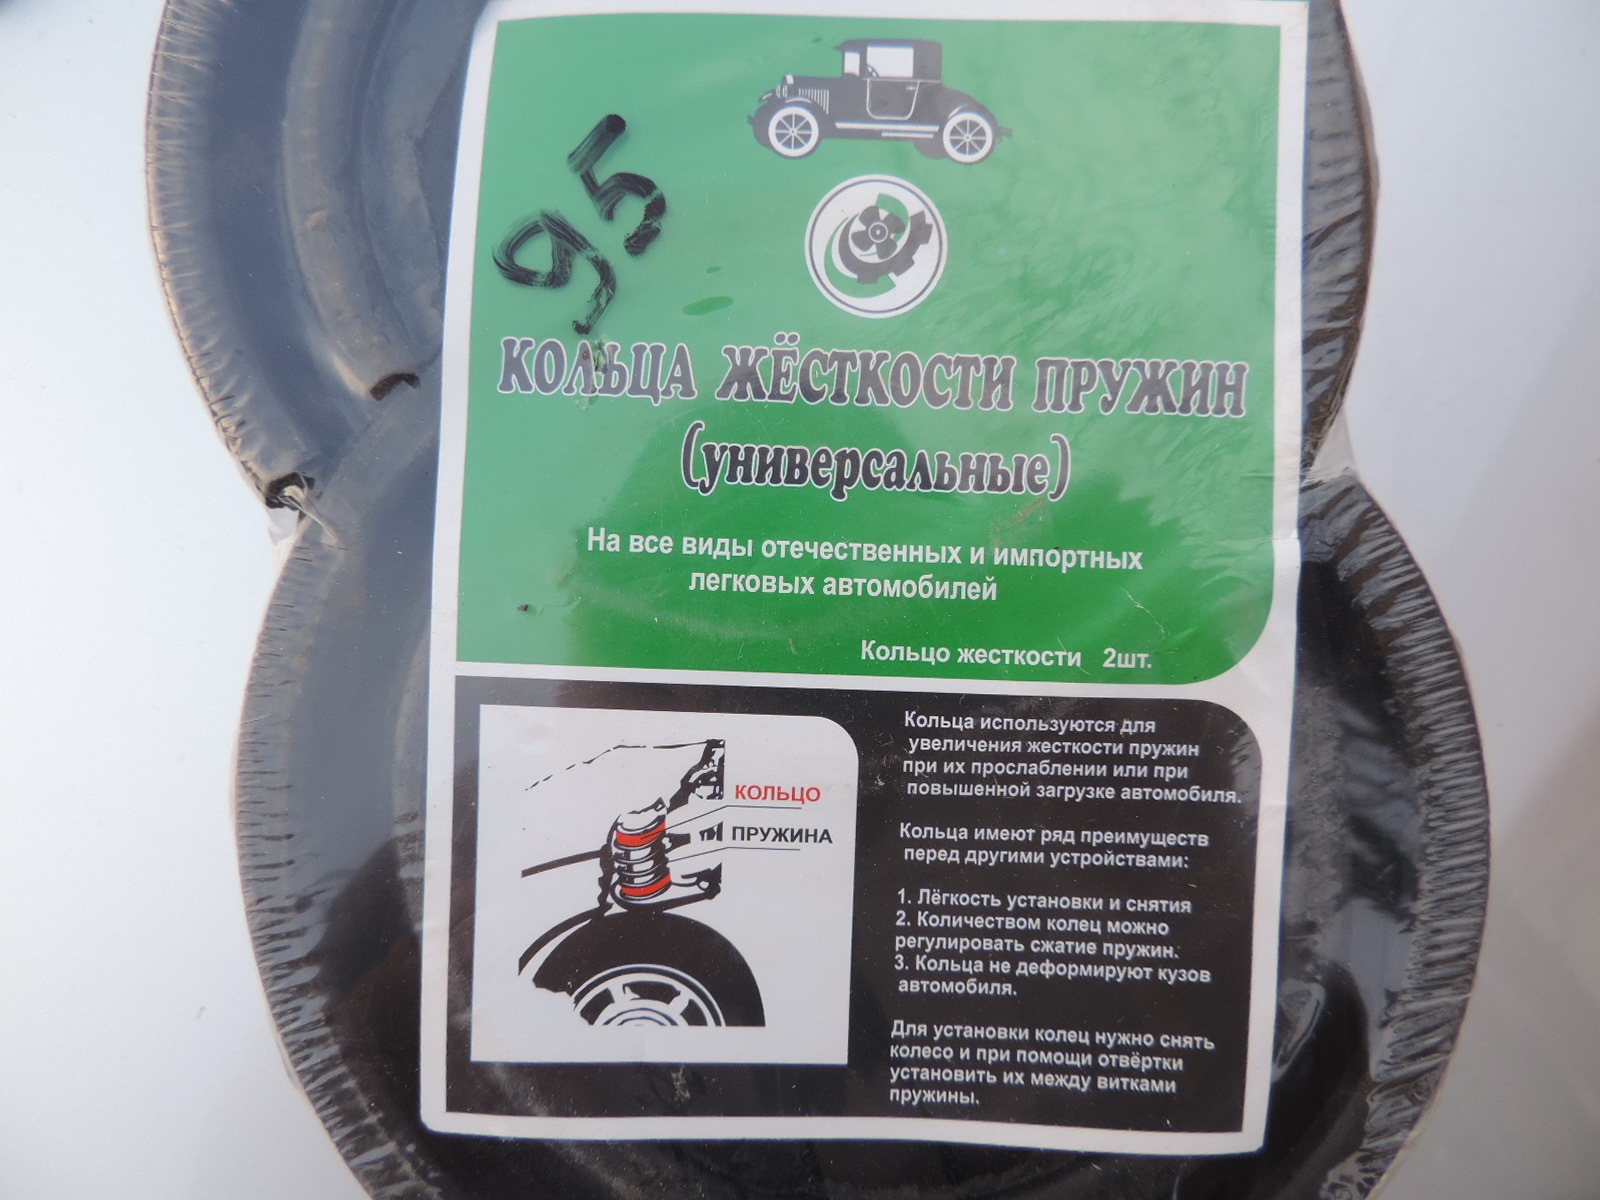 95
КОЛЬЦА ЖЁСТКОСТИ ПРУЖИН
(универсальные)
На все виды отечественных и импортных
легковых автомобилей
Кольцо жесткости 2шт.
КОЛЬЦО
ПРУЖИНА
Кольца используются для
увеличения жесткости пружин
при их прослаблении или при
повышенной загрузке автомобиля.
Кольца имеют ряд преимуществ
перед другими устройствами:
1. Лёгкость установки и снятия
2. Количеством колец можно
регулировать сжатие пружин.
3. Кольца не деформируют кузов
автомобиля.
Для установки колец нужно снять
колесо и при помощи отвёртки
установить их между витками
пружины.